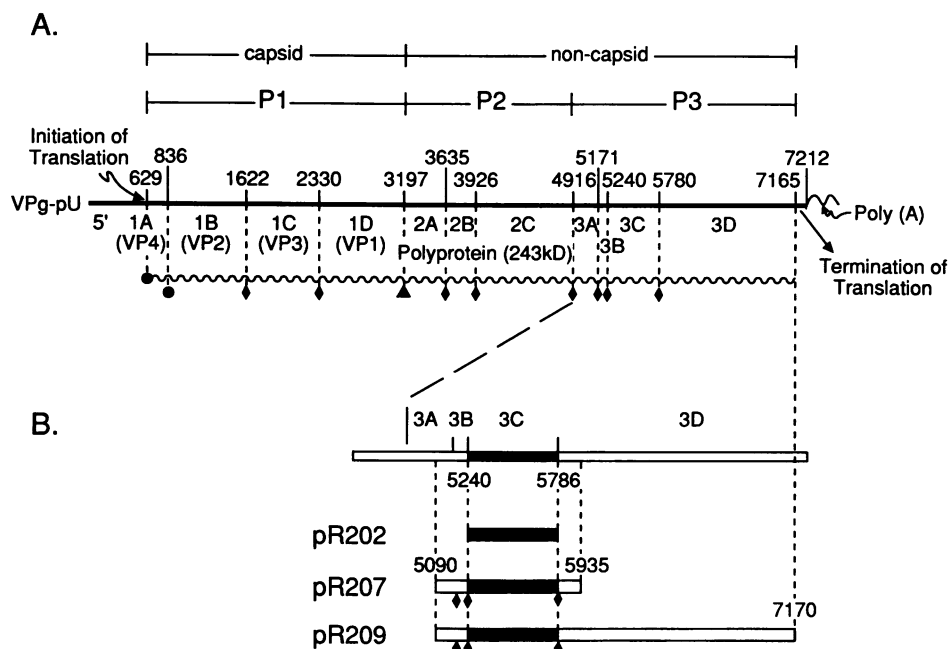 A.
capsid non-capsid
P1 P2 P3
Initiation of
Translation
836 3635 5171 7212
629 1622 2330 3197 3926 4916 5240 5780 7165
VPg-pU
Poly (A)
5' 1A 1B 1C 1D 2A 2B 2C 3A 3C 3D
(VP4) (VP2) (VP3) (VP1) 3B
Polyprotein (243kD)
Termination of
Translation
B.
3A 3B 3C 3D
5240 5786
pR202
5090 5935
pR207
7170
pR209